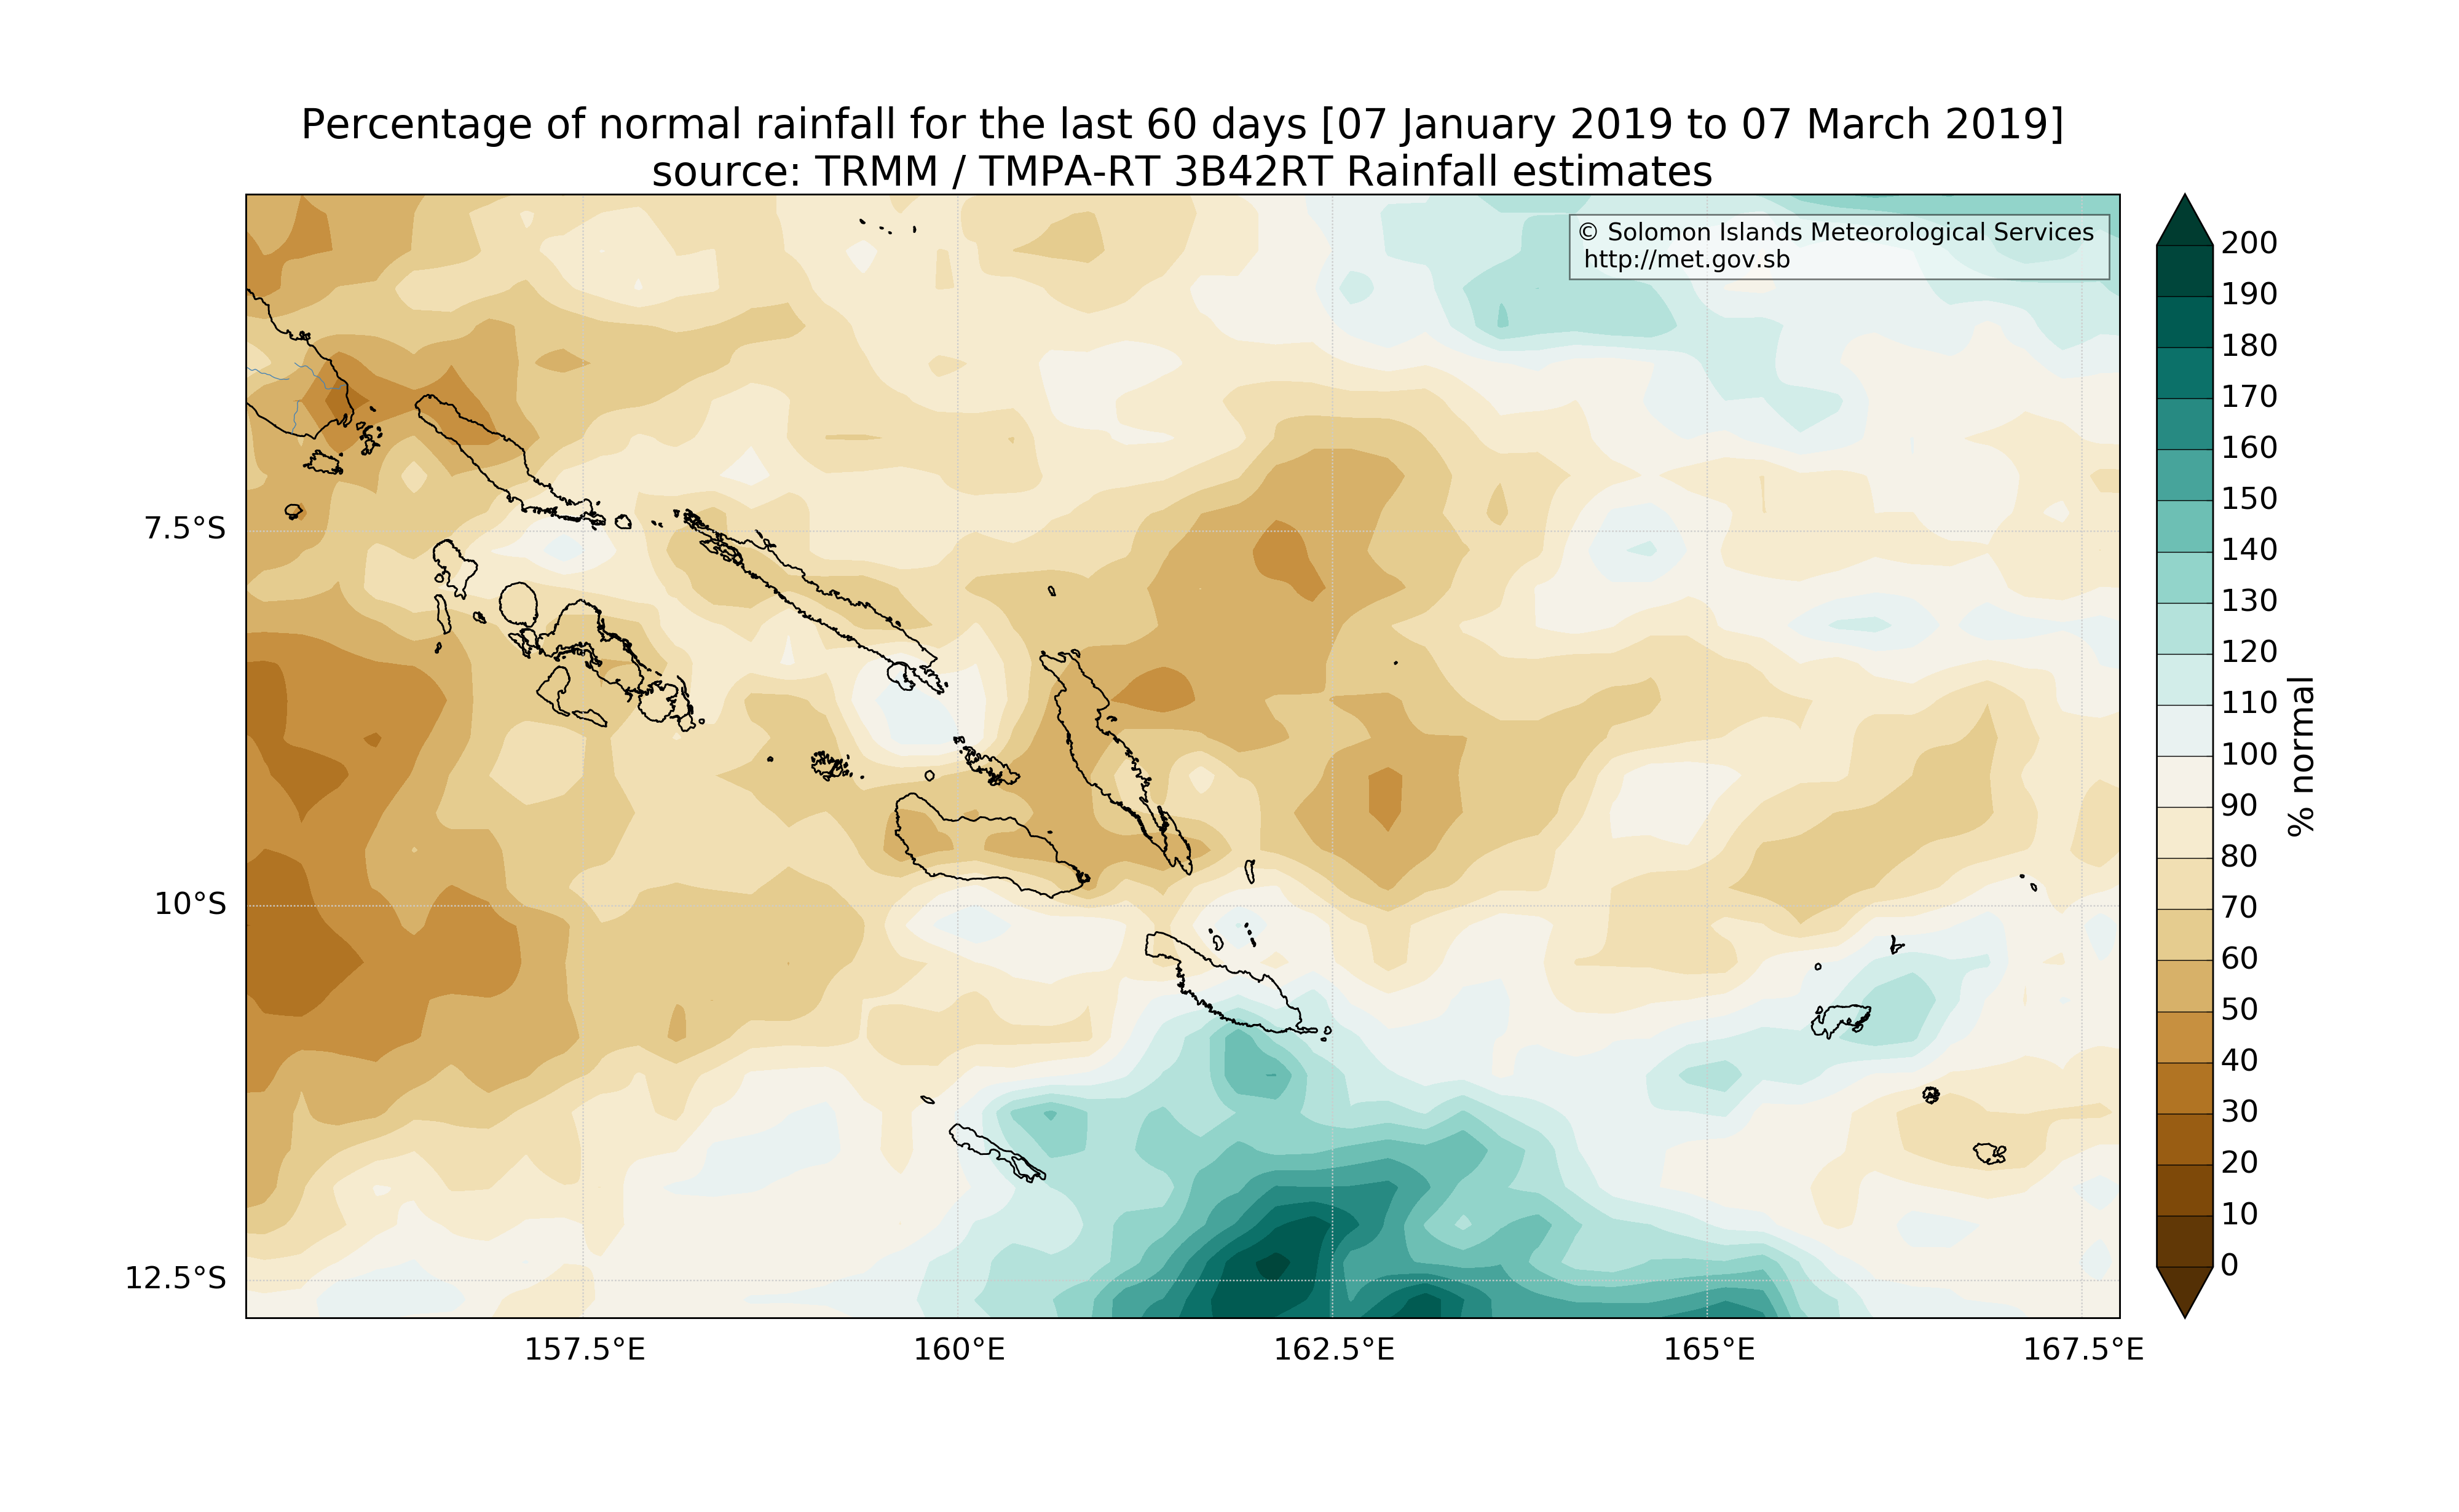 Percentage of normal rainfall for the last 60 days [07 January 2019 to 07 March 2019]
source: TRMM / TMPA-RT 3B42RT Rainfall estimates
© Solomon Islands Meteorological Services
http://met.gov.sb
7.5°S
10°S
12.5°S
157.5°E
160°E
162.5°E
165°E
167.5°E
200
190
180
170
160
150
140
130
120
110
100
90
80
70
60
50
40
30
20
10
0
% normal